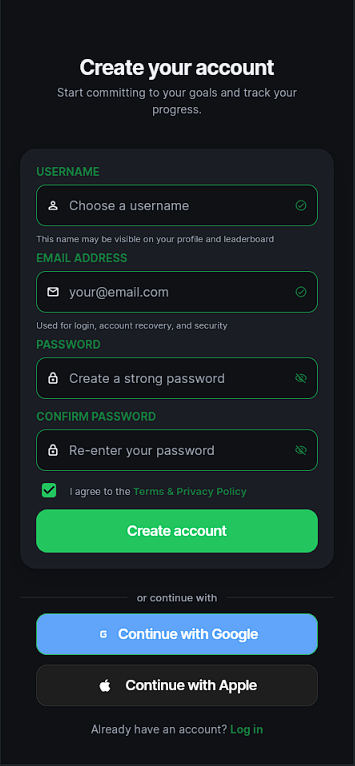 Create your account
Start committing to your goals and track your
progress.
USERNAME
Choose a username
This name may be visible on your profile and leaderboard
EMAIL ADDRESS
your@email.com
Used for login, account recovery, and security
PASSWORD
Create a strong password
CONFIRM PASSWORD
Re-enter your password
I agree to the Terms & Privacy Policy
Create account
or continue with
G Continue with Google
Continue with Apple
Already have an account? Log in